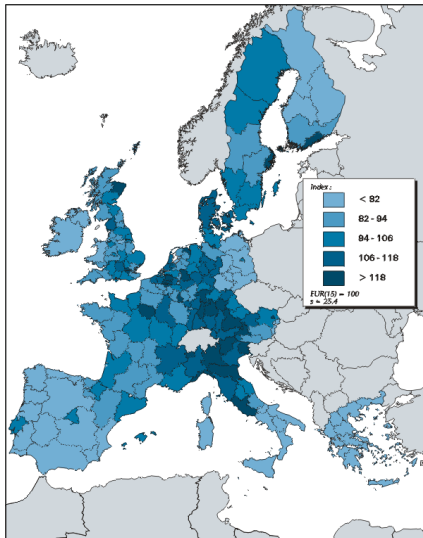 Index :
< 82
82 - 94
94 - 106
106 - 118
> 118
EUR(15) = 100
s = 25.4